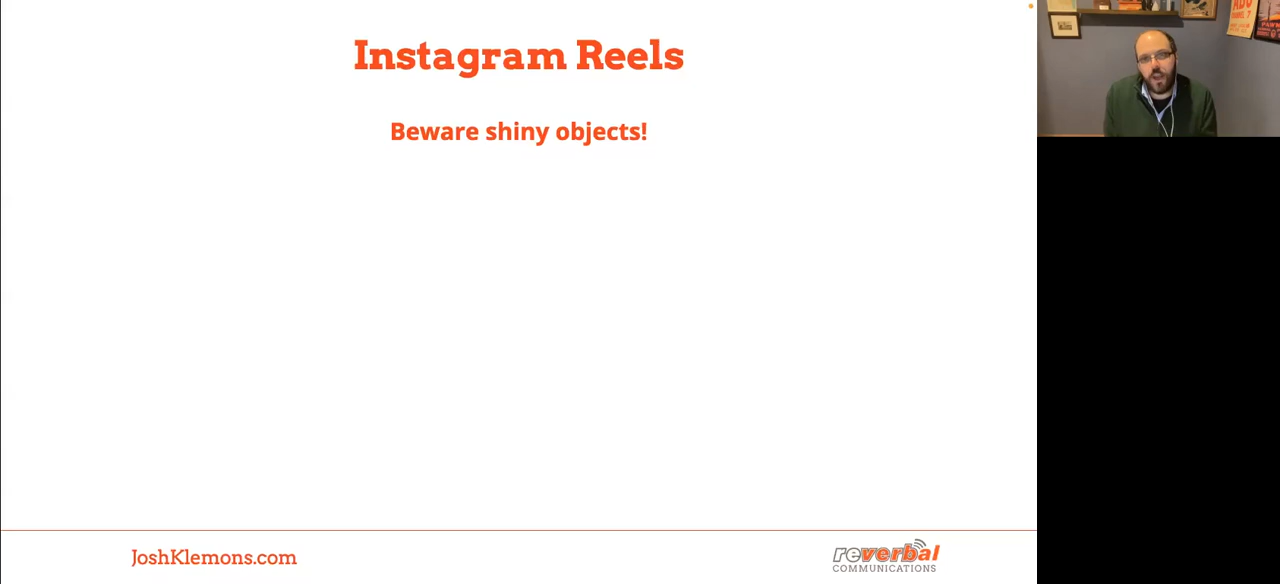 Instagram Reels
Beware shiny objects!
JoshKlemons.com
reverbal
COMMUNICATIONS